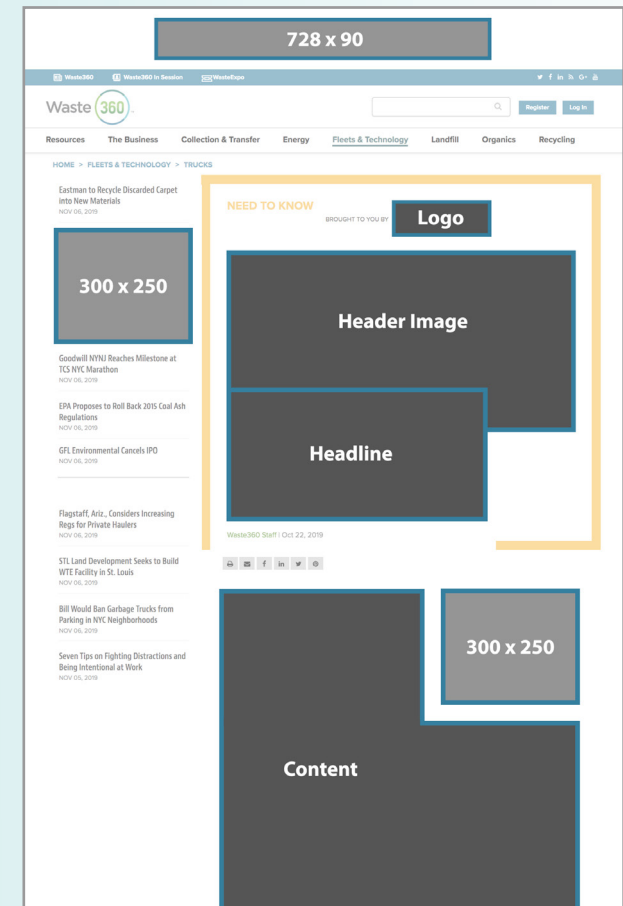 728 x 90
Waste360
Waste360 In Session
WasteExpo
Waste 360
Register
Log In
Resources
The Business
Collection & Transfer
Energy
Fleets & Technology
Landfill
Organics
Recycling
HOME > FLEETS & TECHNOLOGY > TRUCKS
Eastman to Recycle Discarded Carpet
into New Materials
NOV 06, 2019
300 x 250
Goodwill NYNJ Reaches Milestone at
TCS NYC Marathon
NOV 06, 2019
EPA Proposes to Roll Back 2015 Coal Ash
Regulations
NOV 06, 2019
GFL Environmental Cancels IPO
NOV 06, 2019
Flagstaff, Ariz., Considers Increasing
Regs for Private Haulers
NOV 06, 2019
STL Land Development Seeks to Build
WTE Facility in St. Louis
NOV 06, 2019
Bill Would Ban Garbage Trucks from
Parking in NYC Neighborhoods
NOV 06, 2019
Seven Tips on Fighting Distractions and
Being Intentional at Work
NOV 05, 2019
NEED TO KNOW
BROUGHT TO YOU BY
Logo
Header Image
Headline
Waste360 Staff | Oct 22, 2019
300 x 250
Content